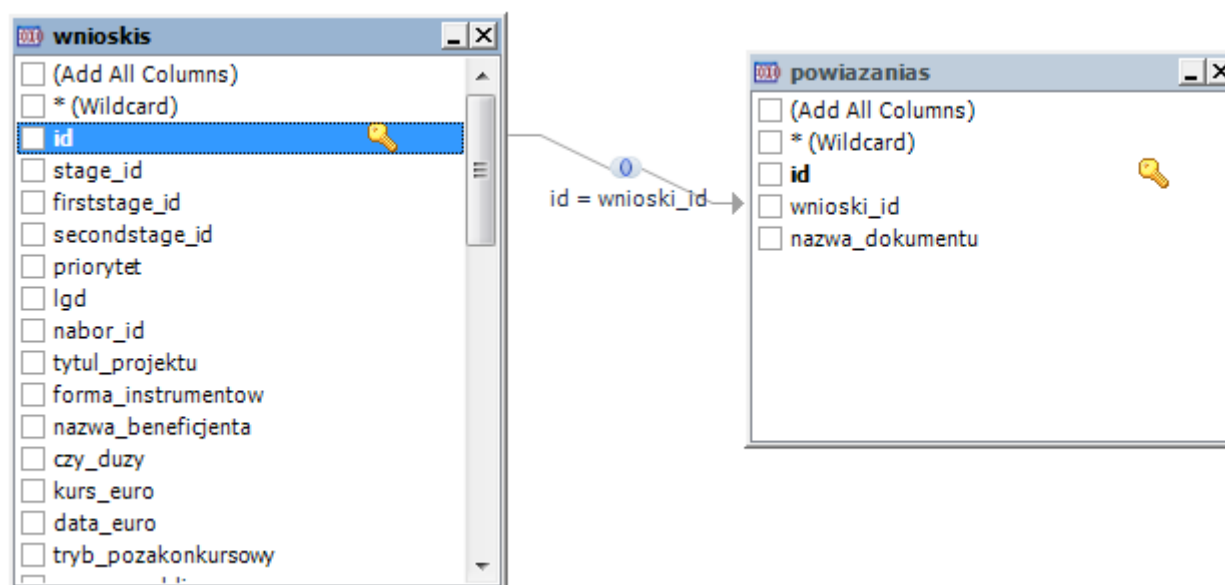 wnioskis
(Add All Columns)
* (Wildcard)
id
stage_id
firststage_id
secondstage_id
priorytet
lgd
nabor_id
tytul_projektu
forma_instrumentow
nazwa_beneficjenta
czy_duzy
kurs_euro
data_euro
tryb_pozakonkursowy
id = wnioski_id
powiazanias
(Add All Columns)
* (Wildcard)
id
wnioski_id
nazwa_dokumentu